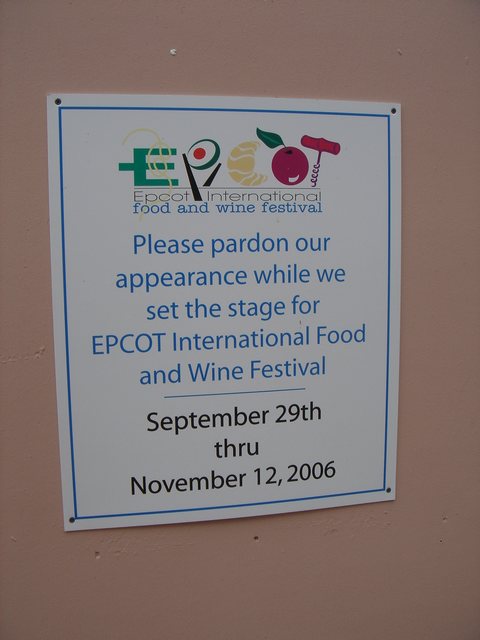 EPCOT
Epcot International
food and wine festival
Please pardon our
appearance while we
set the stage for
EPCOT International Food
and Wine Festival
September 29th
thru
November 12, 2006